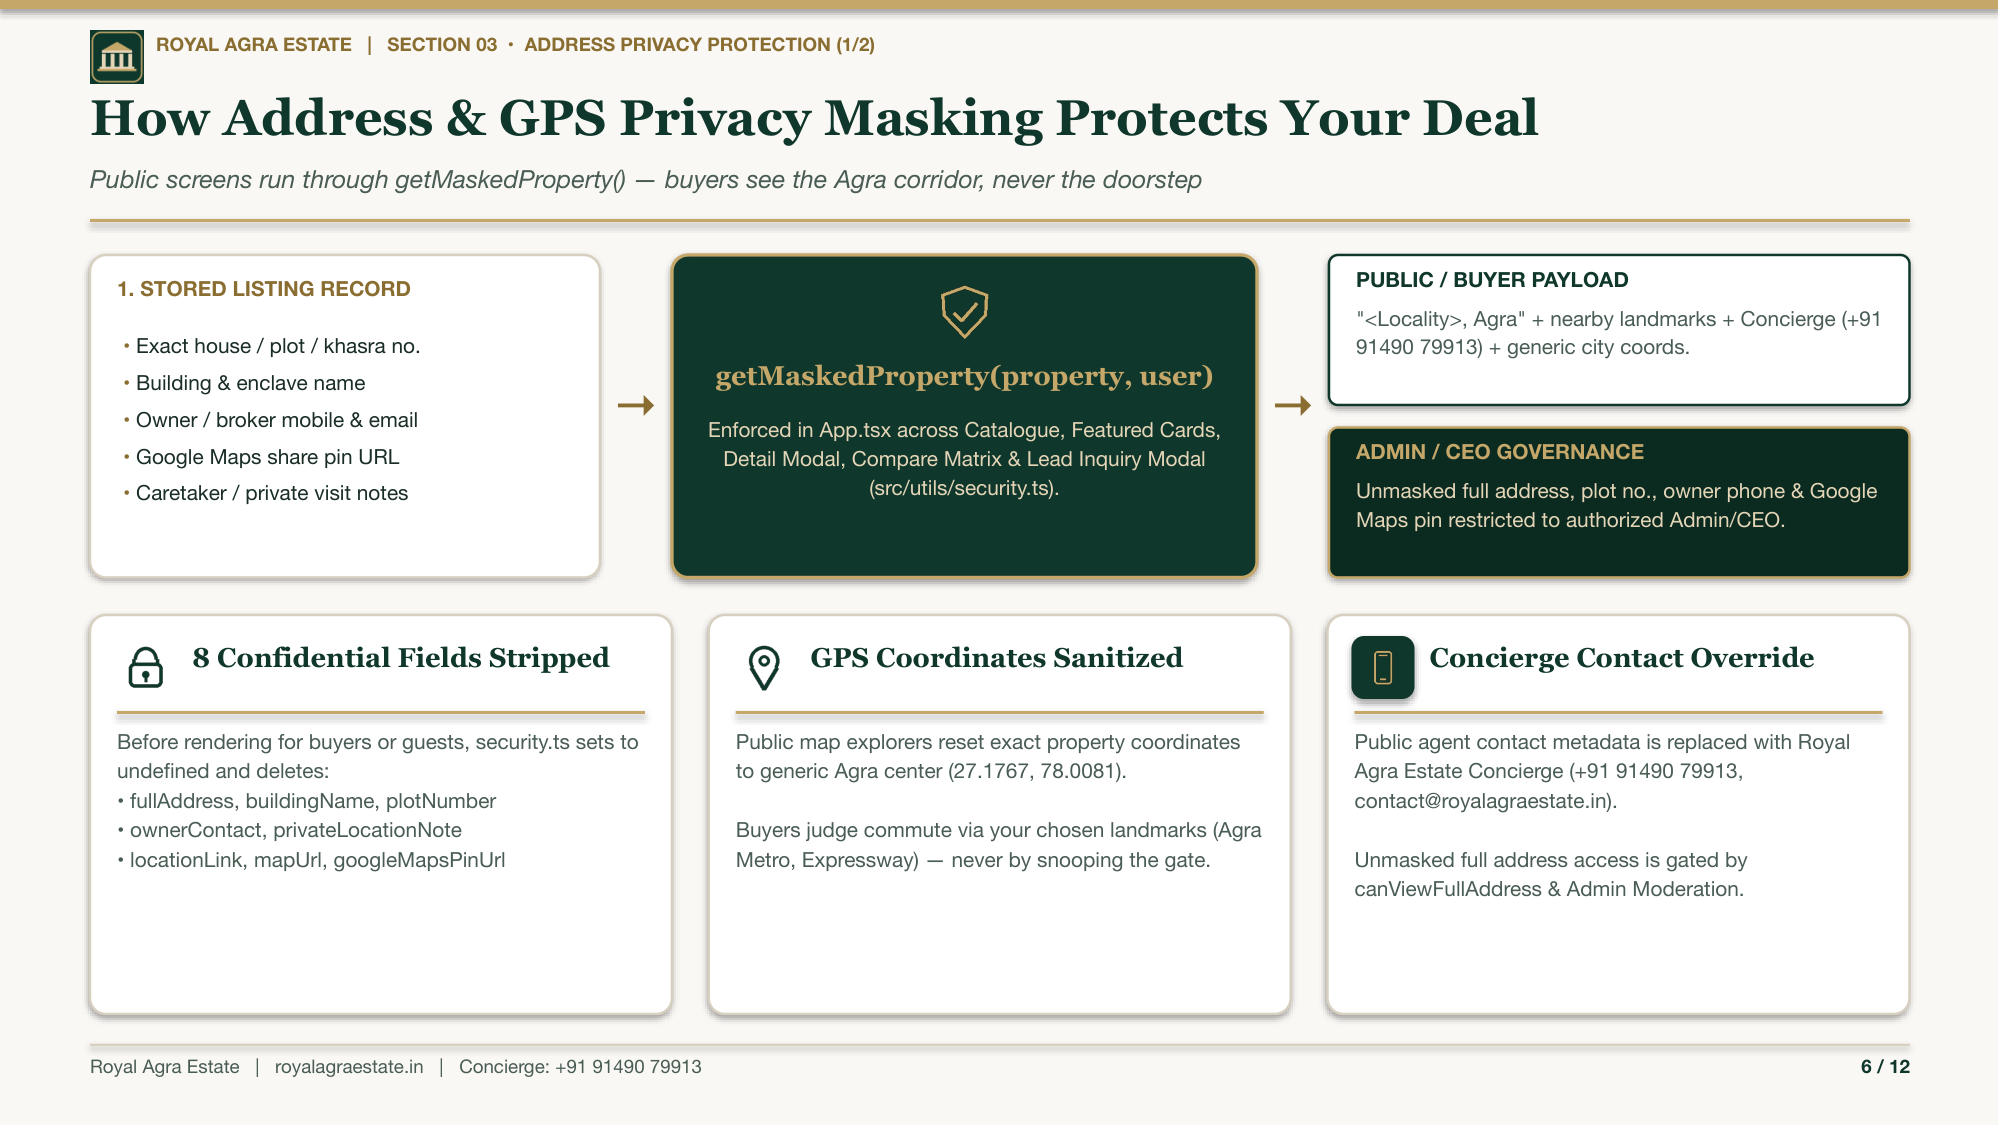 ROYAL AGRA ESTATE | SECTION 03 • ADDRESS PRIVACY PROTECTION (1/2)
How Address & GPS Privacy Masking Protects Your Deal
Public screens run through getMaskedProperty() — buyers see the Agra corridor, never the doorstep
1. STORED LISTING RECORD
• Exact house / plot / khasra no.
• Building & enclave name
• Owner / broker mobile & email
• Google Maps share pin URL
• Caretaker / private visit notes
getMaskedProperty(property, user)
Enforced in App.tsx across Catalogue, Featured Cards,
Detail Modal, Compare Matrix & Lead Inquiry Modal
(src/utils/security.ts).
PUBLIC / BUYER PAYLOAD
"<Locality>, Agra" + nearby landmarks + Concierge (+91
91490 79913) + generic city coords.
ADMIN / CEO GOVERNANCE
Unmasked full address, plot no., owner phone & Google
Maps pin restricted to authorized Admin/CEO.
8 Confidential Fields Stripped
Before rendering for buyers or guests, security.ts sets to
undefined and deletes:
• fullAddress, buildingName, plotNumber
• ownerContact, privateLocationNote
• locationLink, mapUrl, googleMapsPinUrl
GPS Coordinates Sanitized
Public map explorers reset exact property coordinates
to generic Agra center (27.1767, 78.0081).
Buyers judge commute via your chosen landmarks (Agra
Metro, Expressway) — never by snooping the gate.
Concierge Contact Override
Public agent contact metadata is replaced with Royal
Agra Estate Concierge (+91 91490 79913,
contact@royalagraestate.in).
Unmasked full address access is gated by
canViewFullAddress & Admin Moderation.
Royal Agra Estate | royalagraestate.in | Concierge: +91 91490 79913
6 / 12